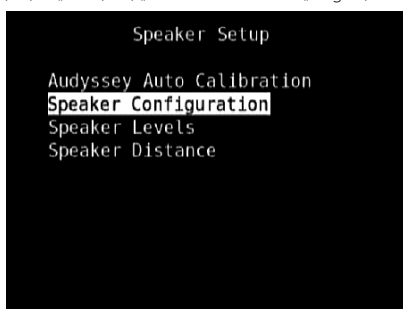 Speaker Setup
Audyssey Auto Calibration
Speaker Configuration
Speaker Levels
Speaker Distance